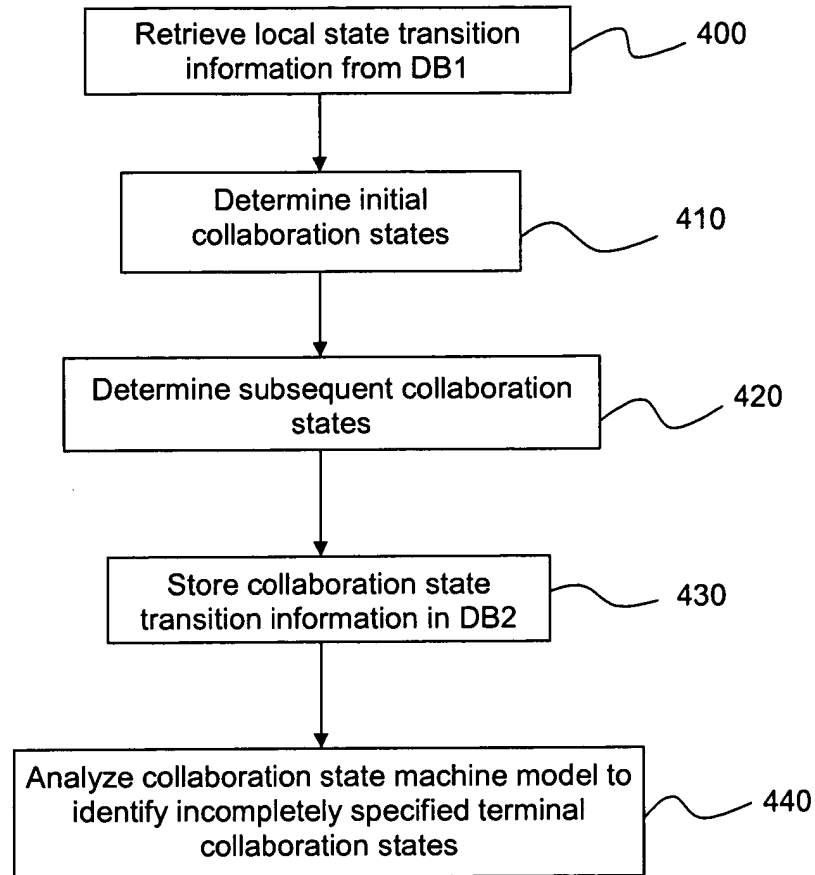 Retrieve local state transition
information from DB1
400
Determine initial
collaboration states
410
Determine subsequent collaboration
states
420
Store collaboration state
transition information in DB2
430
Analyze collaboration state machine model to
identify incompletely specified terminal
collaboration states
440